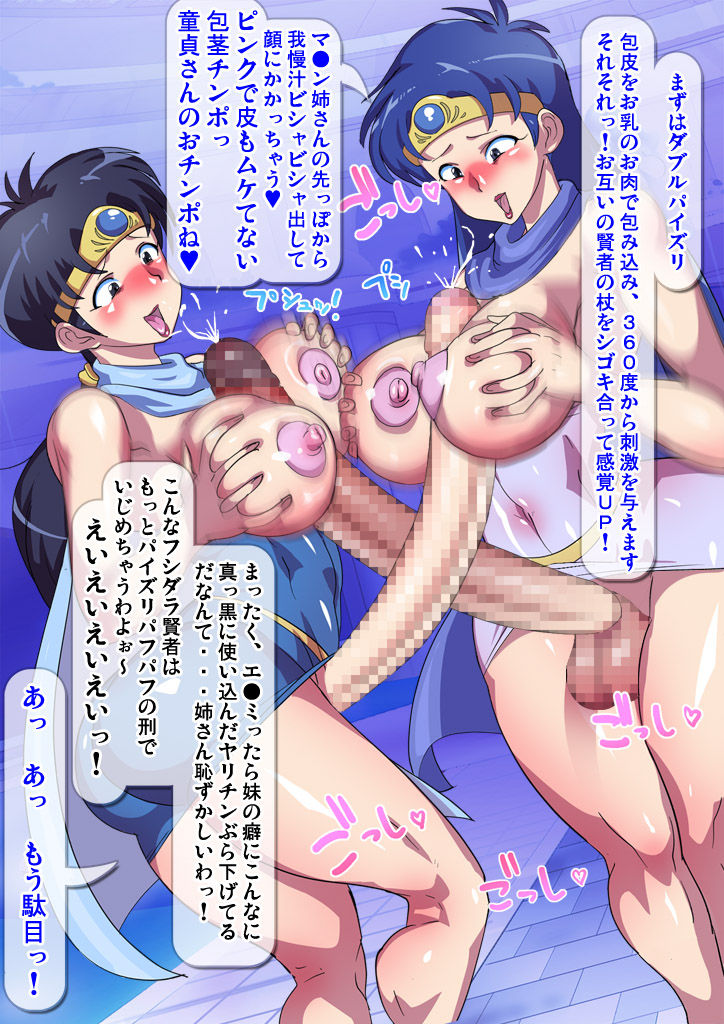 まずはダブルパイズリ
包皮をお乳のお肉で包み込み、３６０度から刺激を与えます
それそれっ！お互いの賢者の杖をシゴキ合って感覚ＵＰ！
マ●ン姉さんの先っぽから
我慢汁ビシャビシャ出して
顔にかかっちゃう♥
ピンクで皮もムケてない
包茎チンポっ
童貞さんのおチンポね♥
ごっし♡
プシ
プシュッ！
まったく、エ●ミったら妹の癖にこんなに
真っ黒に使い込んだヤリチンぶら下げてる
だなんて・・・姉さん恥ずかしいわっ！
こんなフシダラ賢者は
もっとパイズリパフパフの刑で
いじめちゃうわよぉ～
えいえいえいえいっ！
ごっし♡
ごっし♡
ごっし♡
あっ　あっ　もう駄目っ！